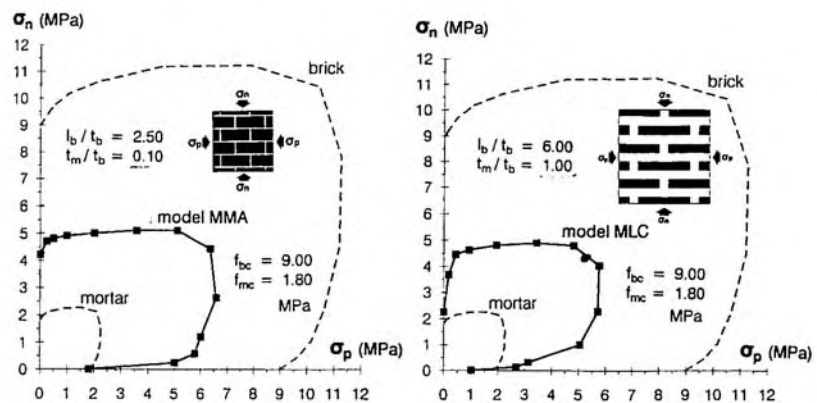 σn (MPa)
12
11
10
9
8
7
6
5
4
3
2
1
0
0 1 2 3 4 5 6 7 8 9 10 11 12
brick
lb / tb = 2.50
tm / tb = 0.10
σn
σp
σp
σn
model MMA
fbc = 9.00
fmc = 1.80
MPa
mortar
σp (MPa)
σn (MPa)
12
11
10
9
8
7
6
5
4
3
2
1
0
0 1 2 3 4 5 6 7 8 9 10 11 12
brick
lb / tb = 6.00
tm / tb = 1.00
σn
σp
σp
σn
model MLC
fbc = 9.00
fmc = 1.80
MPa
mortar
σp (MPa)